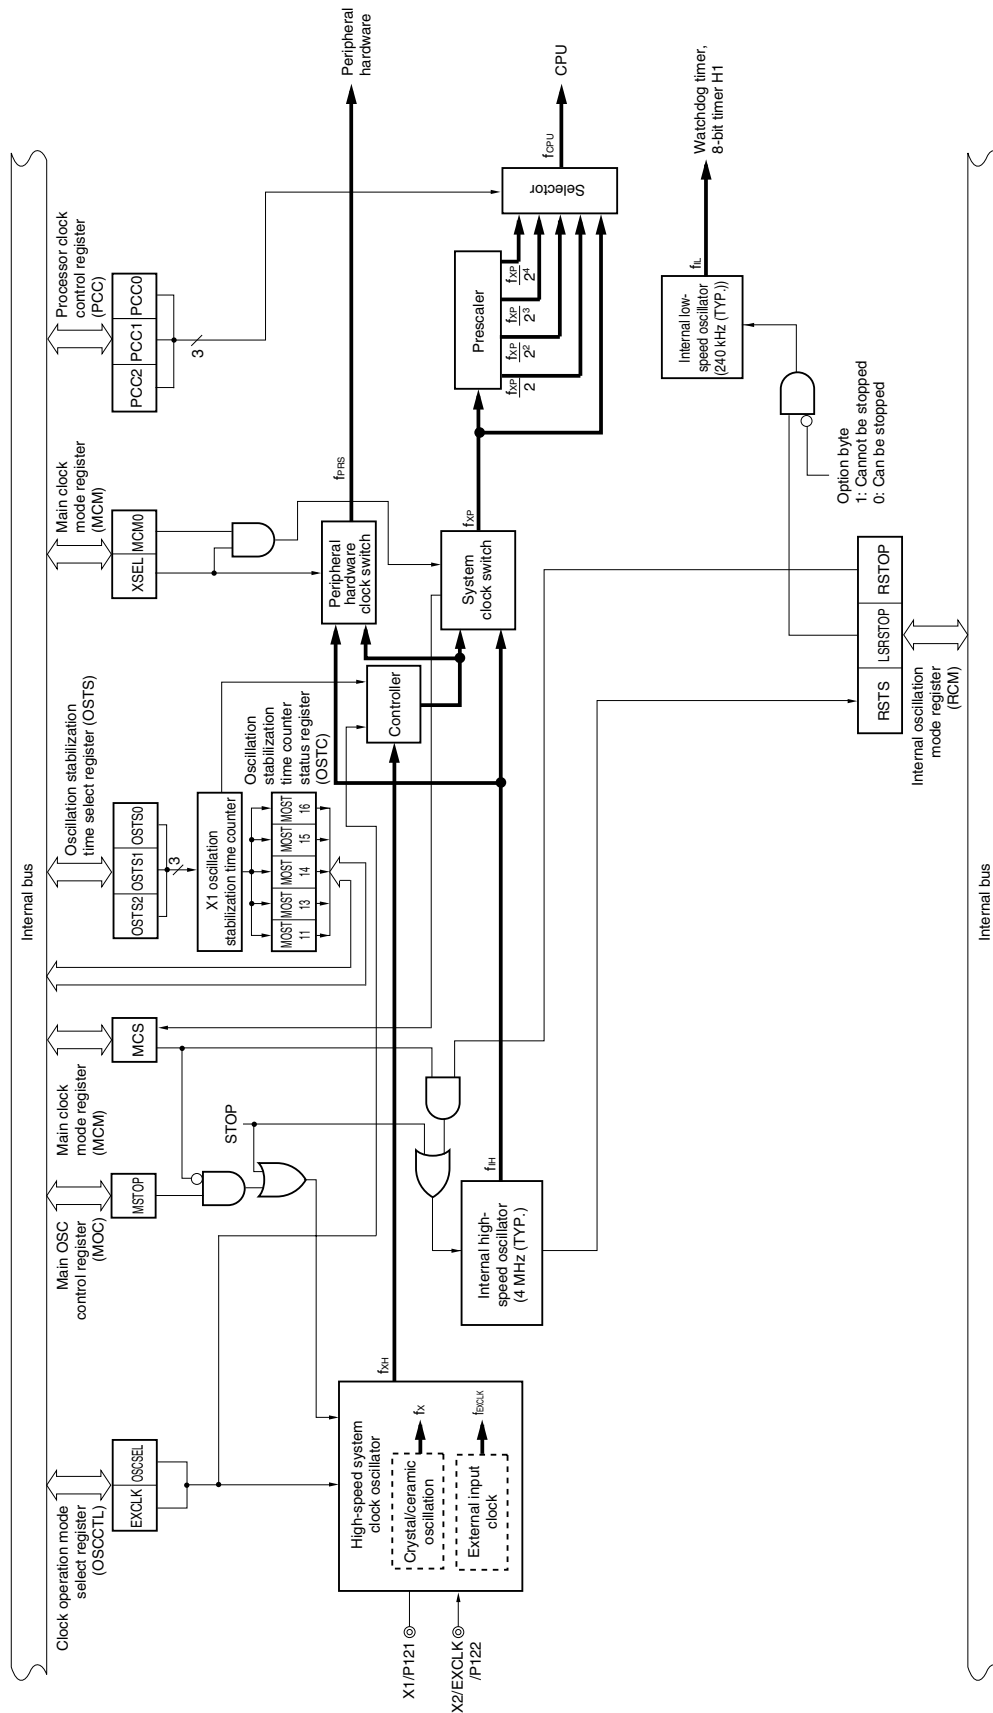 Internal bus
Clock operation mode
select register
(OSCCTL)
EXCLK
OSCSEL
Main OSC
control register
(MOC)
MSTOP
Main clock
mode register
(MCM)
MCS
STOP
Oscillation stabilization
time select register (OSTS)
OSTS2
OSTS1
OSTS0
3
X1 oscillation
stabilization time counter
Oscillation
stabilization
time counter
status register
(OSTC)
MOST
11
MOST
13
MOST
14
MOST
15
MOST
16
Main clock
mode register
(MCM)
XSEL
MCM0
Processor clock
control register
(PCC)
PCC2
PCC1
PCC0
3
X1/P121
X2/EXCLK
/P122
High-speed system
clock oscillator
Crystal/ceramic
oscillation
fX
External input
clock
fEXCLK
fXH
Controller
Internal high-
speed oscillator
(4 MHz (TYP.))
fIH
Peripheral
hardware
clock switch
fPRS
Peripheral
hardware
System
clock switch
fXP
Prescaler
fXP
2
fXP
2²
fXP
2³
fXP
2⁴
Selector
fCPU
CPU
Option byte
1: Cannot be stopped
0: Can be stopped
Internal low-
speed oscillator
(240 kHz (TYP.))
fIL
Watchdog timer,
8-bit timer H1
RSTS
LSRSTOP
RSTOP
Internal oscillation
mode register
(RCM)
Internal bus